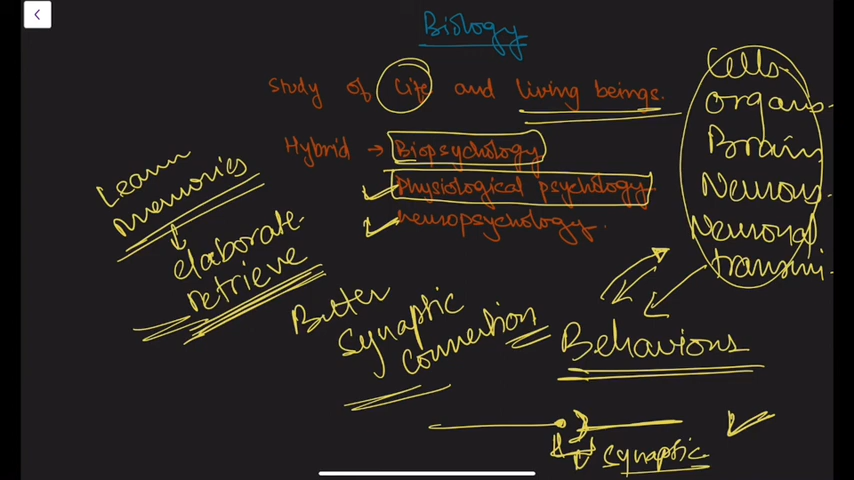 Biology
Study of Life and living beings.
Hybrid → Biopsychology
Physiological psychology
neuropsychology.
Cells.
organs.
Brain
Neurons.
Neuronal
transmi.
Learn
memories
elaborate.
retrieve
Better
synaptic
connection
Behaviors
synaptic.